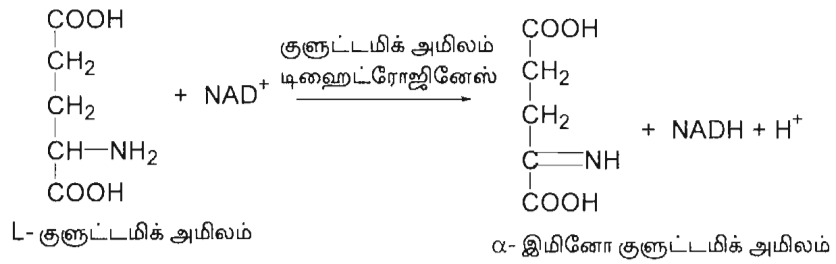 COOH
CH2
CH2
CH—NH2
COOH
+ NAD+
குளுட்டமிக் அமிலம்
டிஹைட்ரோஜினேஸ்
COOH
CH2
CH2
C═NH
COOH
+ NADH + H+
L- குளுட்டமிக் அமிலம்
α- இமினோ குளுட்டமிக் அமிலம்